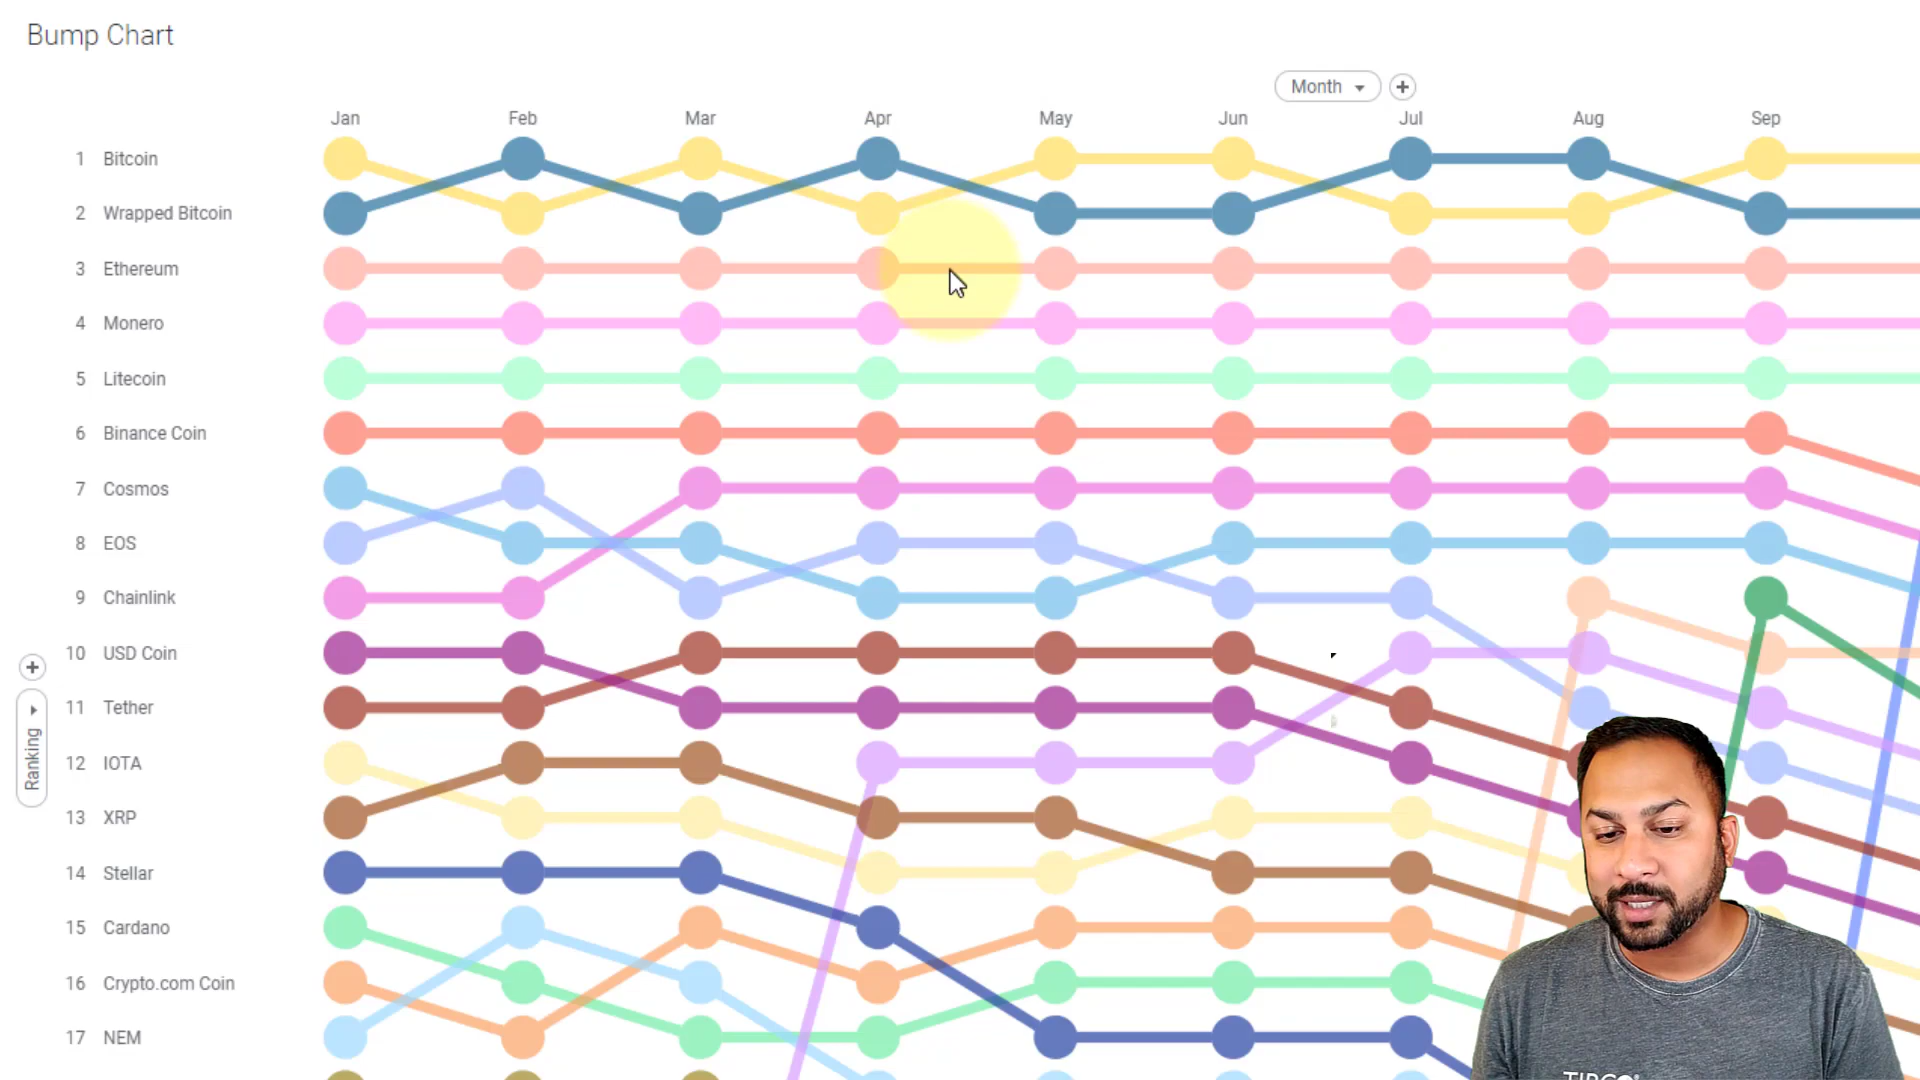 Bump Chart
Month
Jan Feb Mar Apr May Jun Jul Aug Sep
1 Bitcoin
2 Wrapped Bitcoin
3 Ethereum
4 Monero
5 Litecoin
6 Binance Coin
7 Cosmos
8 EOS
9 Chainlink
10 USD Coin
11 Tether
12 IOTA
13 XRP
14 Stellar
15 Cardano
16 Crypto.com Coin
17 NEM
Ranking